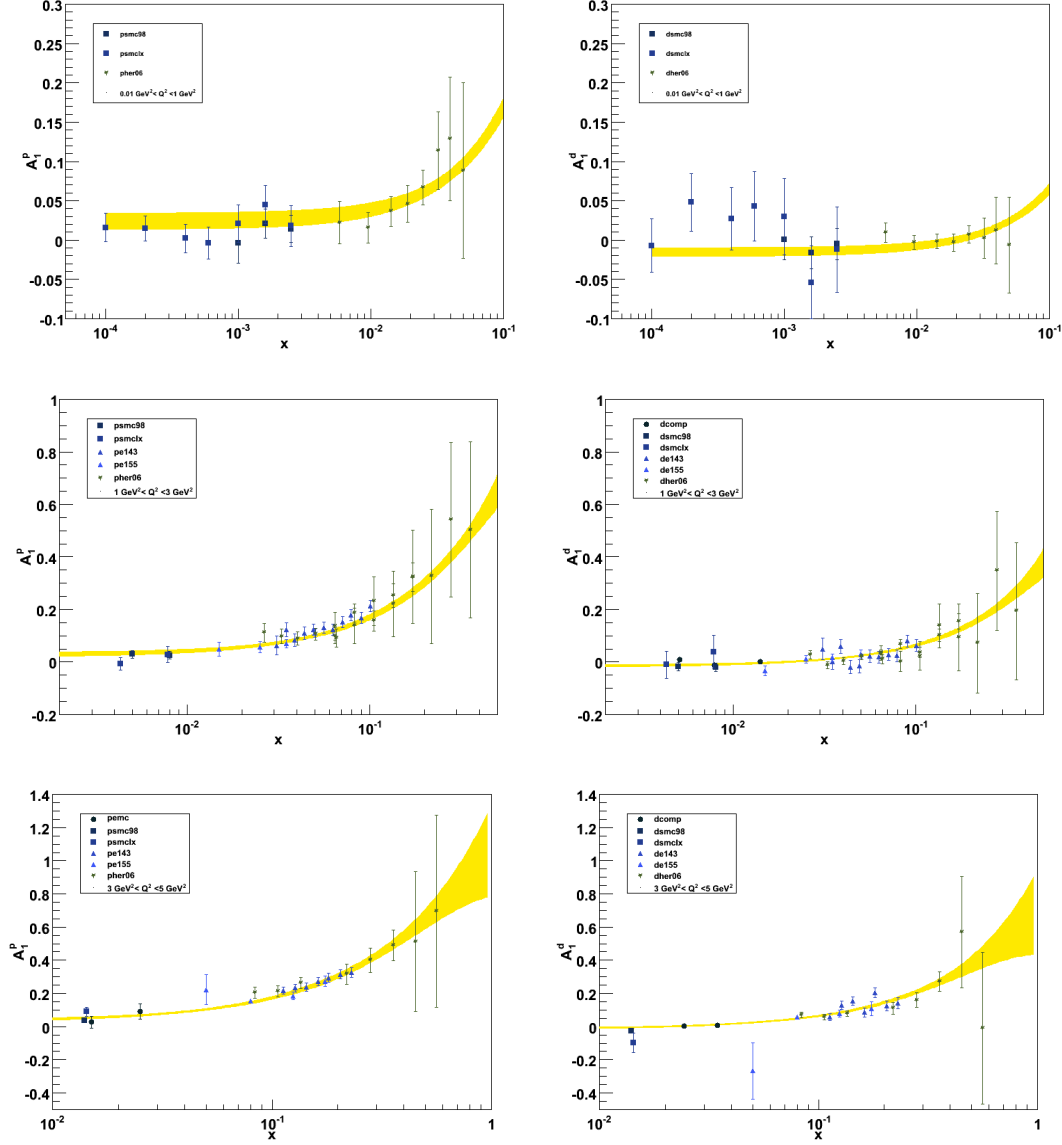 0.3
0.25
0.2
0.15
0.1
0.05
0
-0.05
-0.1
A₁ᵖ
psmc98
psmclx
pher06
0.01 GeV²< Q² <1 GeV²
10⁻⁴
10⁻³
10⁻²
10⁻¹
x
0.3
0.25
0.2
0.15
0.1
0.05
0
-0.05
-0.1
A₁ᵈ
dsmc98
dsmclx
dher06
0.01 GeV²< Q² <1 GeV²
10⁻⁴
10⁻³
10⁻²
10⁻¹
x
1
0.8
0.6
0.4
0.2
0
-0.2
A₁ᵖ
psmc98
psmclx
pe143
pe155
pher06
1 GeV²< Q² <3 GeV²
10⁻²
10⁻¹
x
1
0.8
0.6
0.4
0.2
0
-0.2
A₁ᵈ
dcomp
dsmc98
dsmclx
de143
de155
dher06
1 GeV²< Q² <3 GeV²
10⁻²
10⁻¹
x
1.4
1.2
1
0.8
0.6
0.4
0.2
0
-0.2
-0.4
A₁ᵖ
pemc
psmc98
psmclx
pe143
pe155
pher06
3 GeV²< Q² <5 GeV²
10⁻²
10⁻¹
1
x
1.4
1.2
1
0.8
0.6
0.4
0.2
0
-0.2
-0.4
A₁ᵈ
dcomp
dsmc98
dsmclx
de143
de155
dher06
3 GeV²< Q² <5 GeV²
10⁻²
10⁻¹
1
x